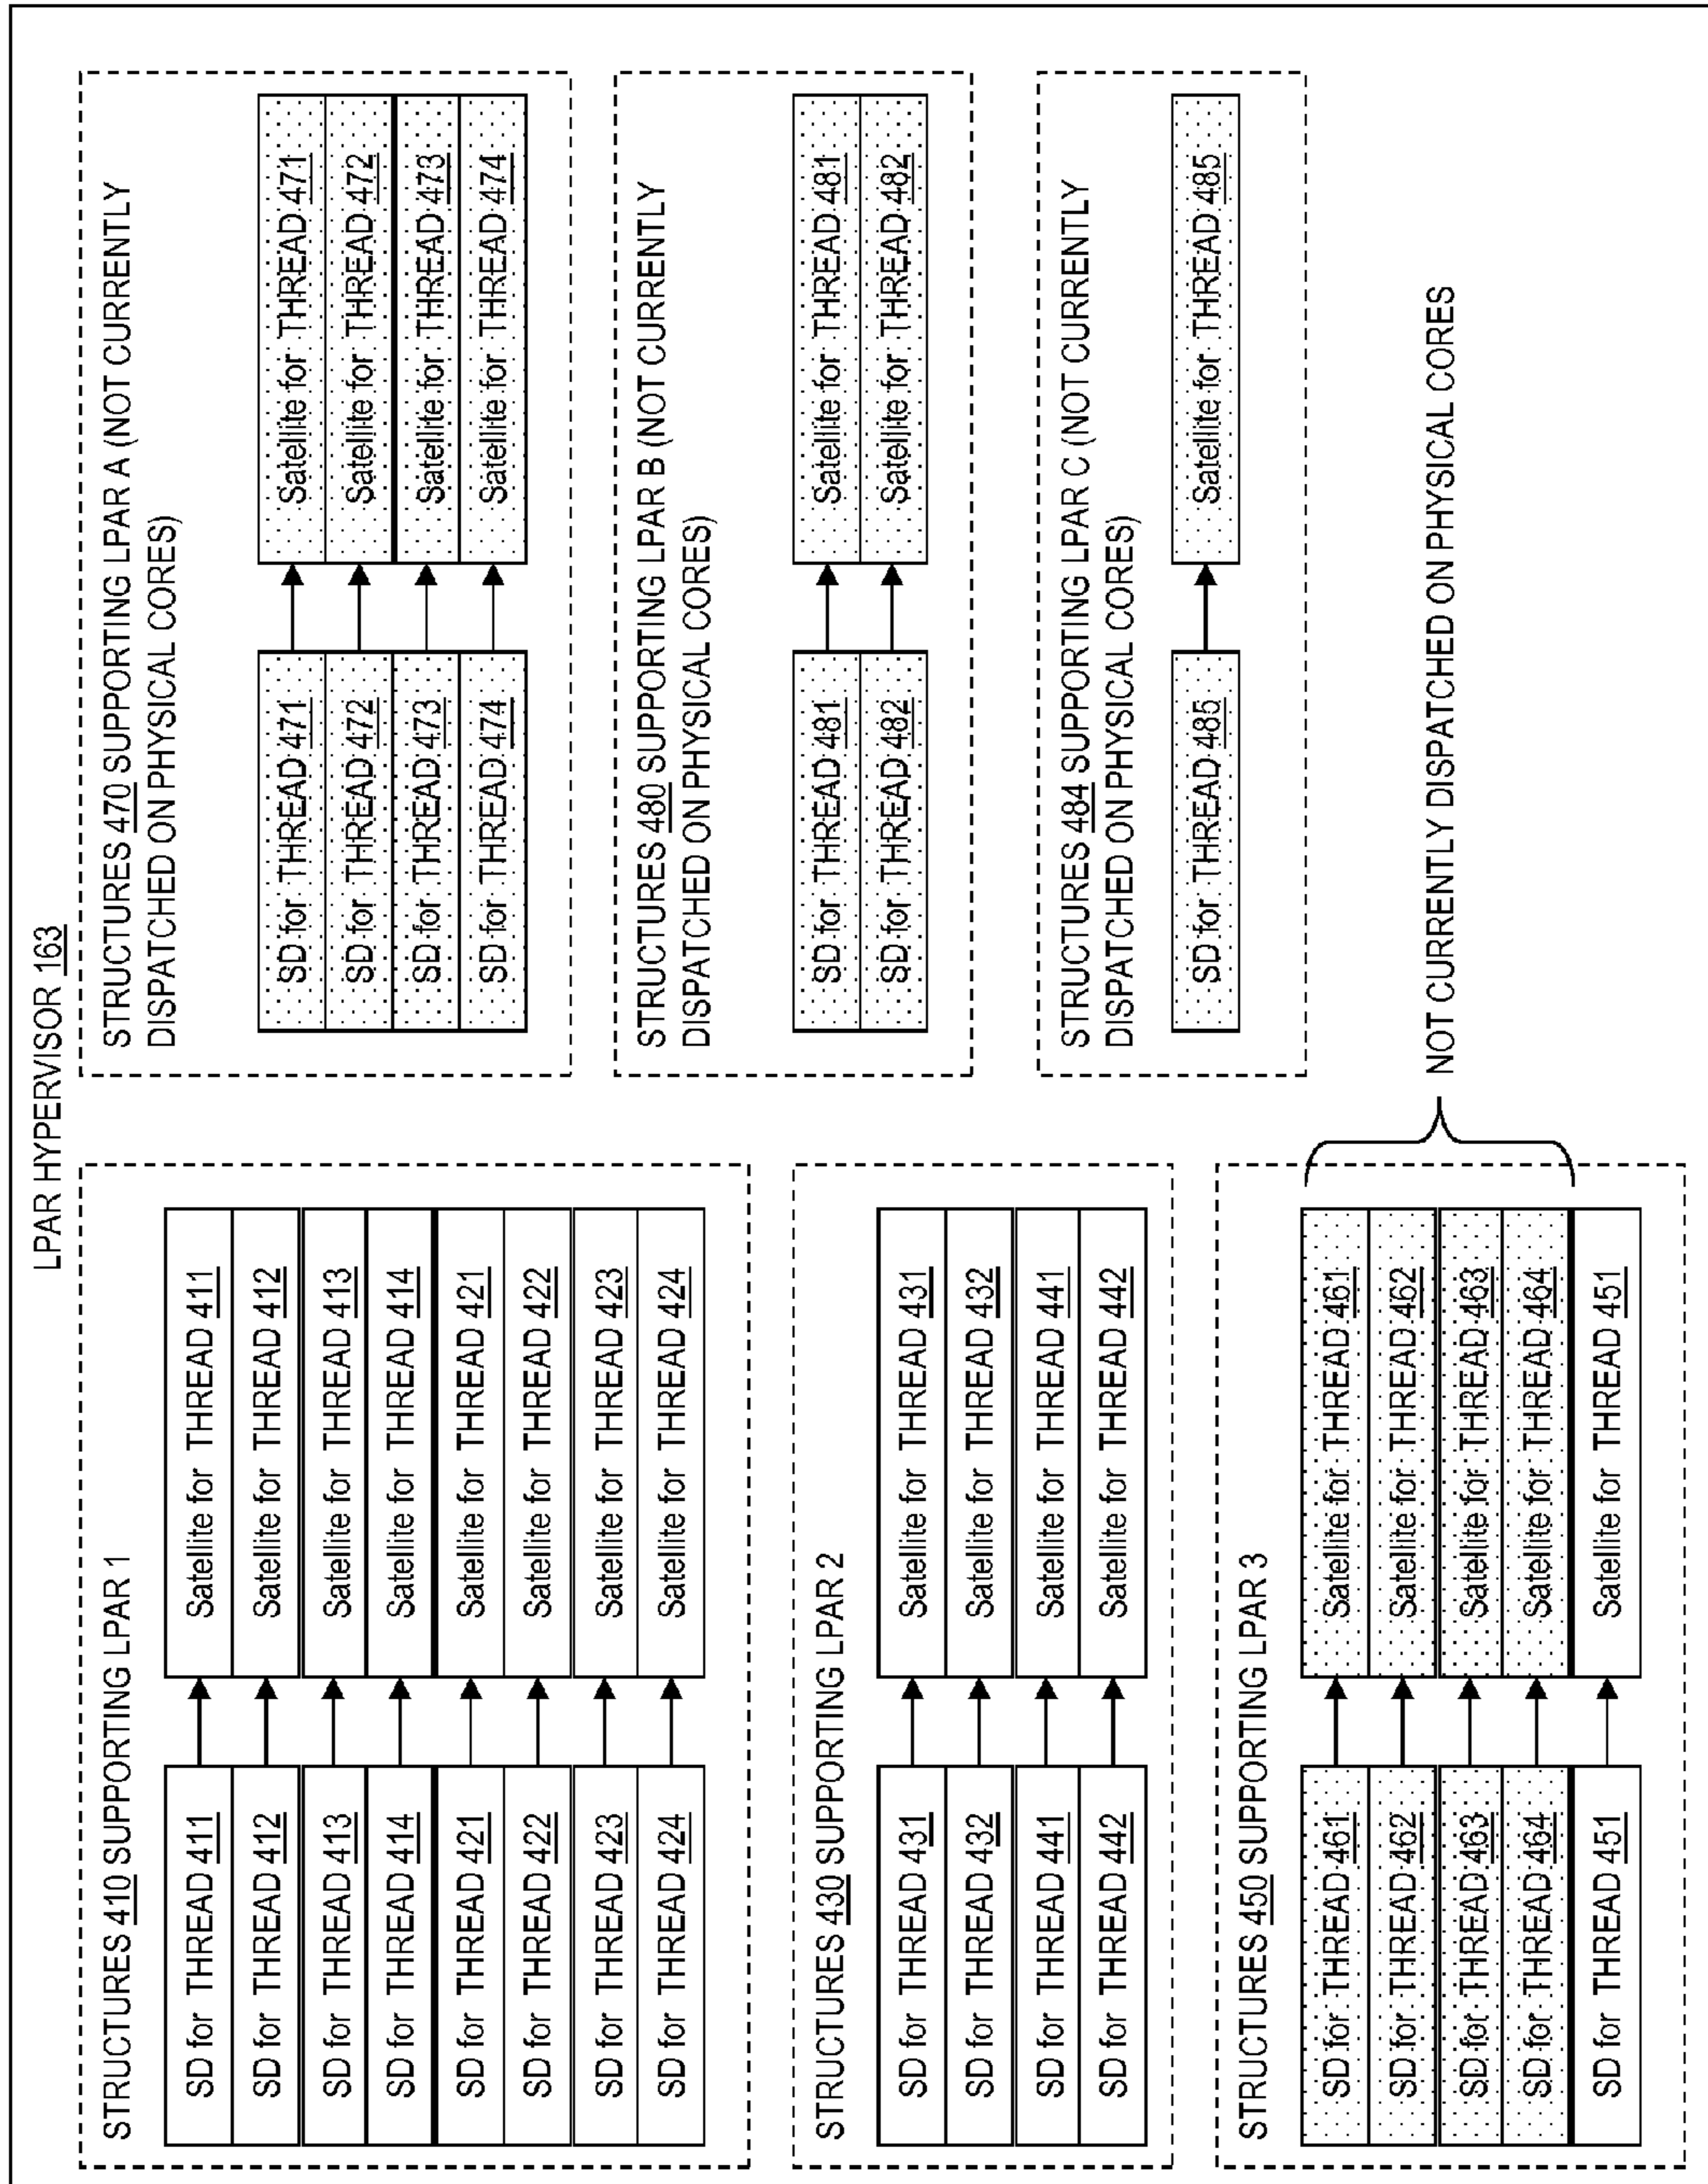 LPAR HYPERVISOR 163
STRUCTURES 410 SUPPORTING LPAR 1
SD for THREAD 411
Satellite for THREAD 411
SD for THREAD 412
Satellite for THREAD 412
SD for THREAD 413
Satellite for THREAD 413
SD for THREAD 414
Satellite for THREAD 414
SD for THREAD 421
Satellite for THREAD 421
SD for THREAD 422
Satellite for THREAD 422
SD for THREAD 423
Satellite for THREAD 423
SD for THREAD 424
Satellite for THREAD 424
STRUCTURES 430 SUPPORTING LPAR 2
SD for THREAD 431
Satellite for THREAD 431
SD for THREAD 432
Satellite for THREAD 432
SD for THREAD 441
Satellite for THREAD 441
SD for THREAD 442
Satellite for THREAD 442
STRUCTURES 450 SUPPORTING LPAR 3
SD for THREAD 461
Satellite for THREAD 461
SD for THREAD 462
Satellite for THREAD 462
SD for THREAD 463
Satellite for THREAD 463
SD for THREAD 464
Satellite for THREAD 464
SD for THREAD 451
Satellite for THREAD 451
STRUCTURES 470 SUPPORTING LPAR A (NOT CURRENTLY
DISPATCHED ON PHYSICAL CORES)
SD for THREAD 471
Satellite for THREAD 471
SD for THREAD 472
Satellite for THREAD 472
SD for THREAD 473
Satellite for THREAD 473
SD for THREAD 474
Satellite for THREAD 474
STRUCTURES 480 SUPPORTING LPAR B (NOT CURRENTLY
DISPATCHED ON PHYSICAL CORES)
SD for THREAD 481
Satellite for THREAD 481
SD for THREAD 482
Satellite for THREAD 482
STRUCTURES 484 SUPPORTING LPAR C (NOT CURRENTLY
DISPATCHED ON PHYSICAL CORES)
SD for THREAD 485
Satellite for THREAD 485
NOT CURRENTLY DISPATCHED ON PHYSICAL CORES